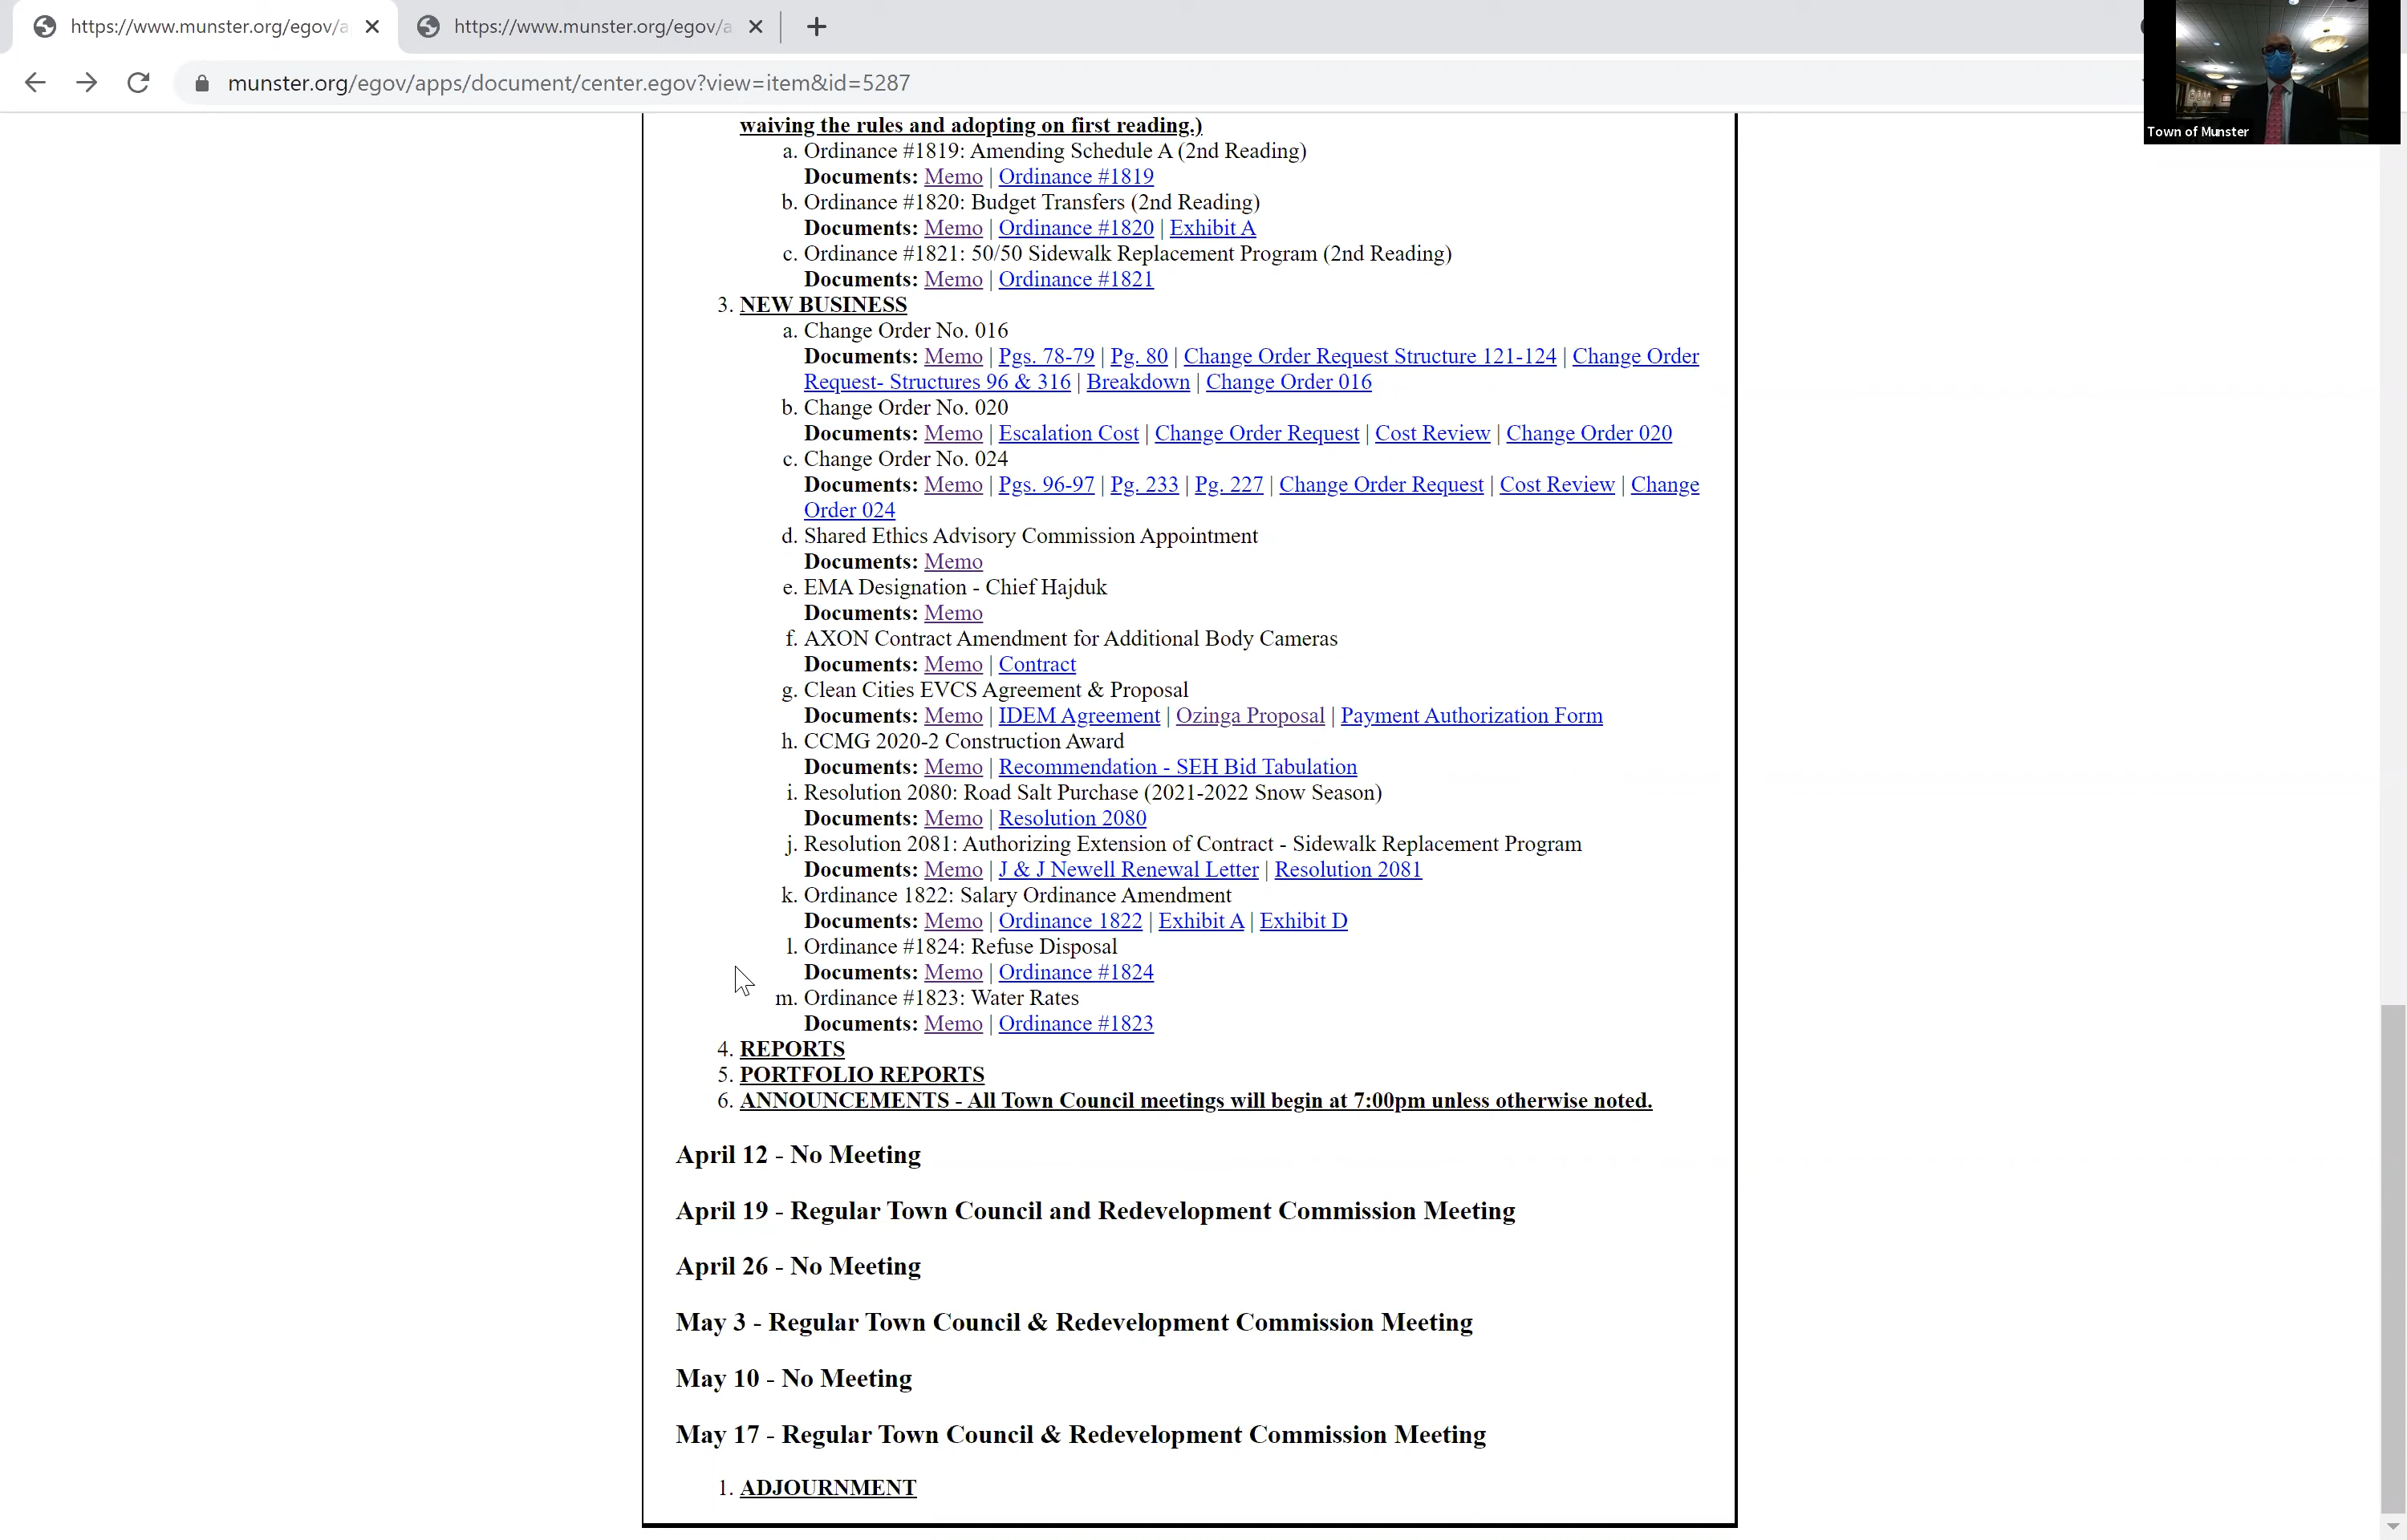 https://www.munster.org/egov/a
https://www.munster.org/egov/a
munster.org/egov/apps/document/center.egov?view=item&id=5287
Town of Munster
waiving the rules and adopting on first reading.)
a. Ordinance #1819: Amending Schedule A (2nd Reading)
Documents: Memo | Ordinance #1819
b. Ordinance #1820: Budget Transfers (2nd Reading)
Documents: Memo | Ordinance #1820 | Exhibit A
c. Ordinance #1821: 50/50 Sidewalk Replacement Program (2nd Reading)
Documents: Memo | Ordinance #1821
3. NEW BUSINESS
a. Change Order No. 016
Documents: Memo | Pgs. 78-79 | Pg. 80 | Change Order Request Structure 121-124 | Change Order
Request- Structures 96 & 316 | Breakdown | Change Order 016
b. Change Order No. 020
Documents: Memo | Escalation Cost | Change Order Request | Cost Review | Change Order 020
c. Change Order No. 024
Documents: Memo | Pgs. 96-97 | Pg. 233 | Pg. 227 | Change Order Request | Cost Review | Change
Order 024
d. Shared Ethics Advisory Commission Appointment
Documents: Memo
e. EMA Designation - Chief Hajduk
Documents: Memo
f. AXON Contract Amendment for Additional Body Cameras
Documents: Memo | Contract
g. Clean Cities EVCS Agreement & Proposal
Documents: Memo | IDEM Agreement | Ozinga Proposal | Payment Authorization Form
h. CCMG 2020-2 Construction Award
Documents: Memo | Recommendation - SEH Bid Tabulation
i. Resolution 2080: Road Salt Purchase (2021-2022 Snow Season)
Documents: Memo | Resolution 2080
j. Resolution 2081: Authorizing Extension of Contract - Sidewalk Replacement Program
Documents: Memo | J & J Newell Renewal Letter | Resolution 2081
k. Ordinance 1822: Salary Ordinance Amendment
Documents: Memo | Ordinance 1822 | Exhibit A | Exhibit D
l. Ordinance #1824: Refuse Disposal
Documents: Memo | Ordinance #1824
m. Ordinance #1823: Water Rates
Documents: Memo | Ordinance #1823
4. REPORTS
5. PORTFOLIO REPORTS
6. ANNOUNCEMENTS - All Town Council meetings will begin at 7:00pm unless otherwise noted.
April 12 - No Meeting
April 19 - Regular Town Council and Redevelopment Commission Meeting
April 26 - No Meeting
May 3 - Regular Town Council & Redevelopment Commission Meeting
May 10 - No Meeting
May 17 - Regular Town Council & Redevelopment Commission Meeting
1. ADJOURNMENT